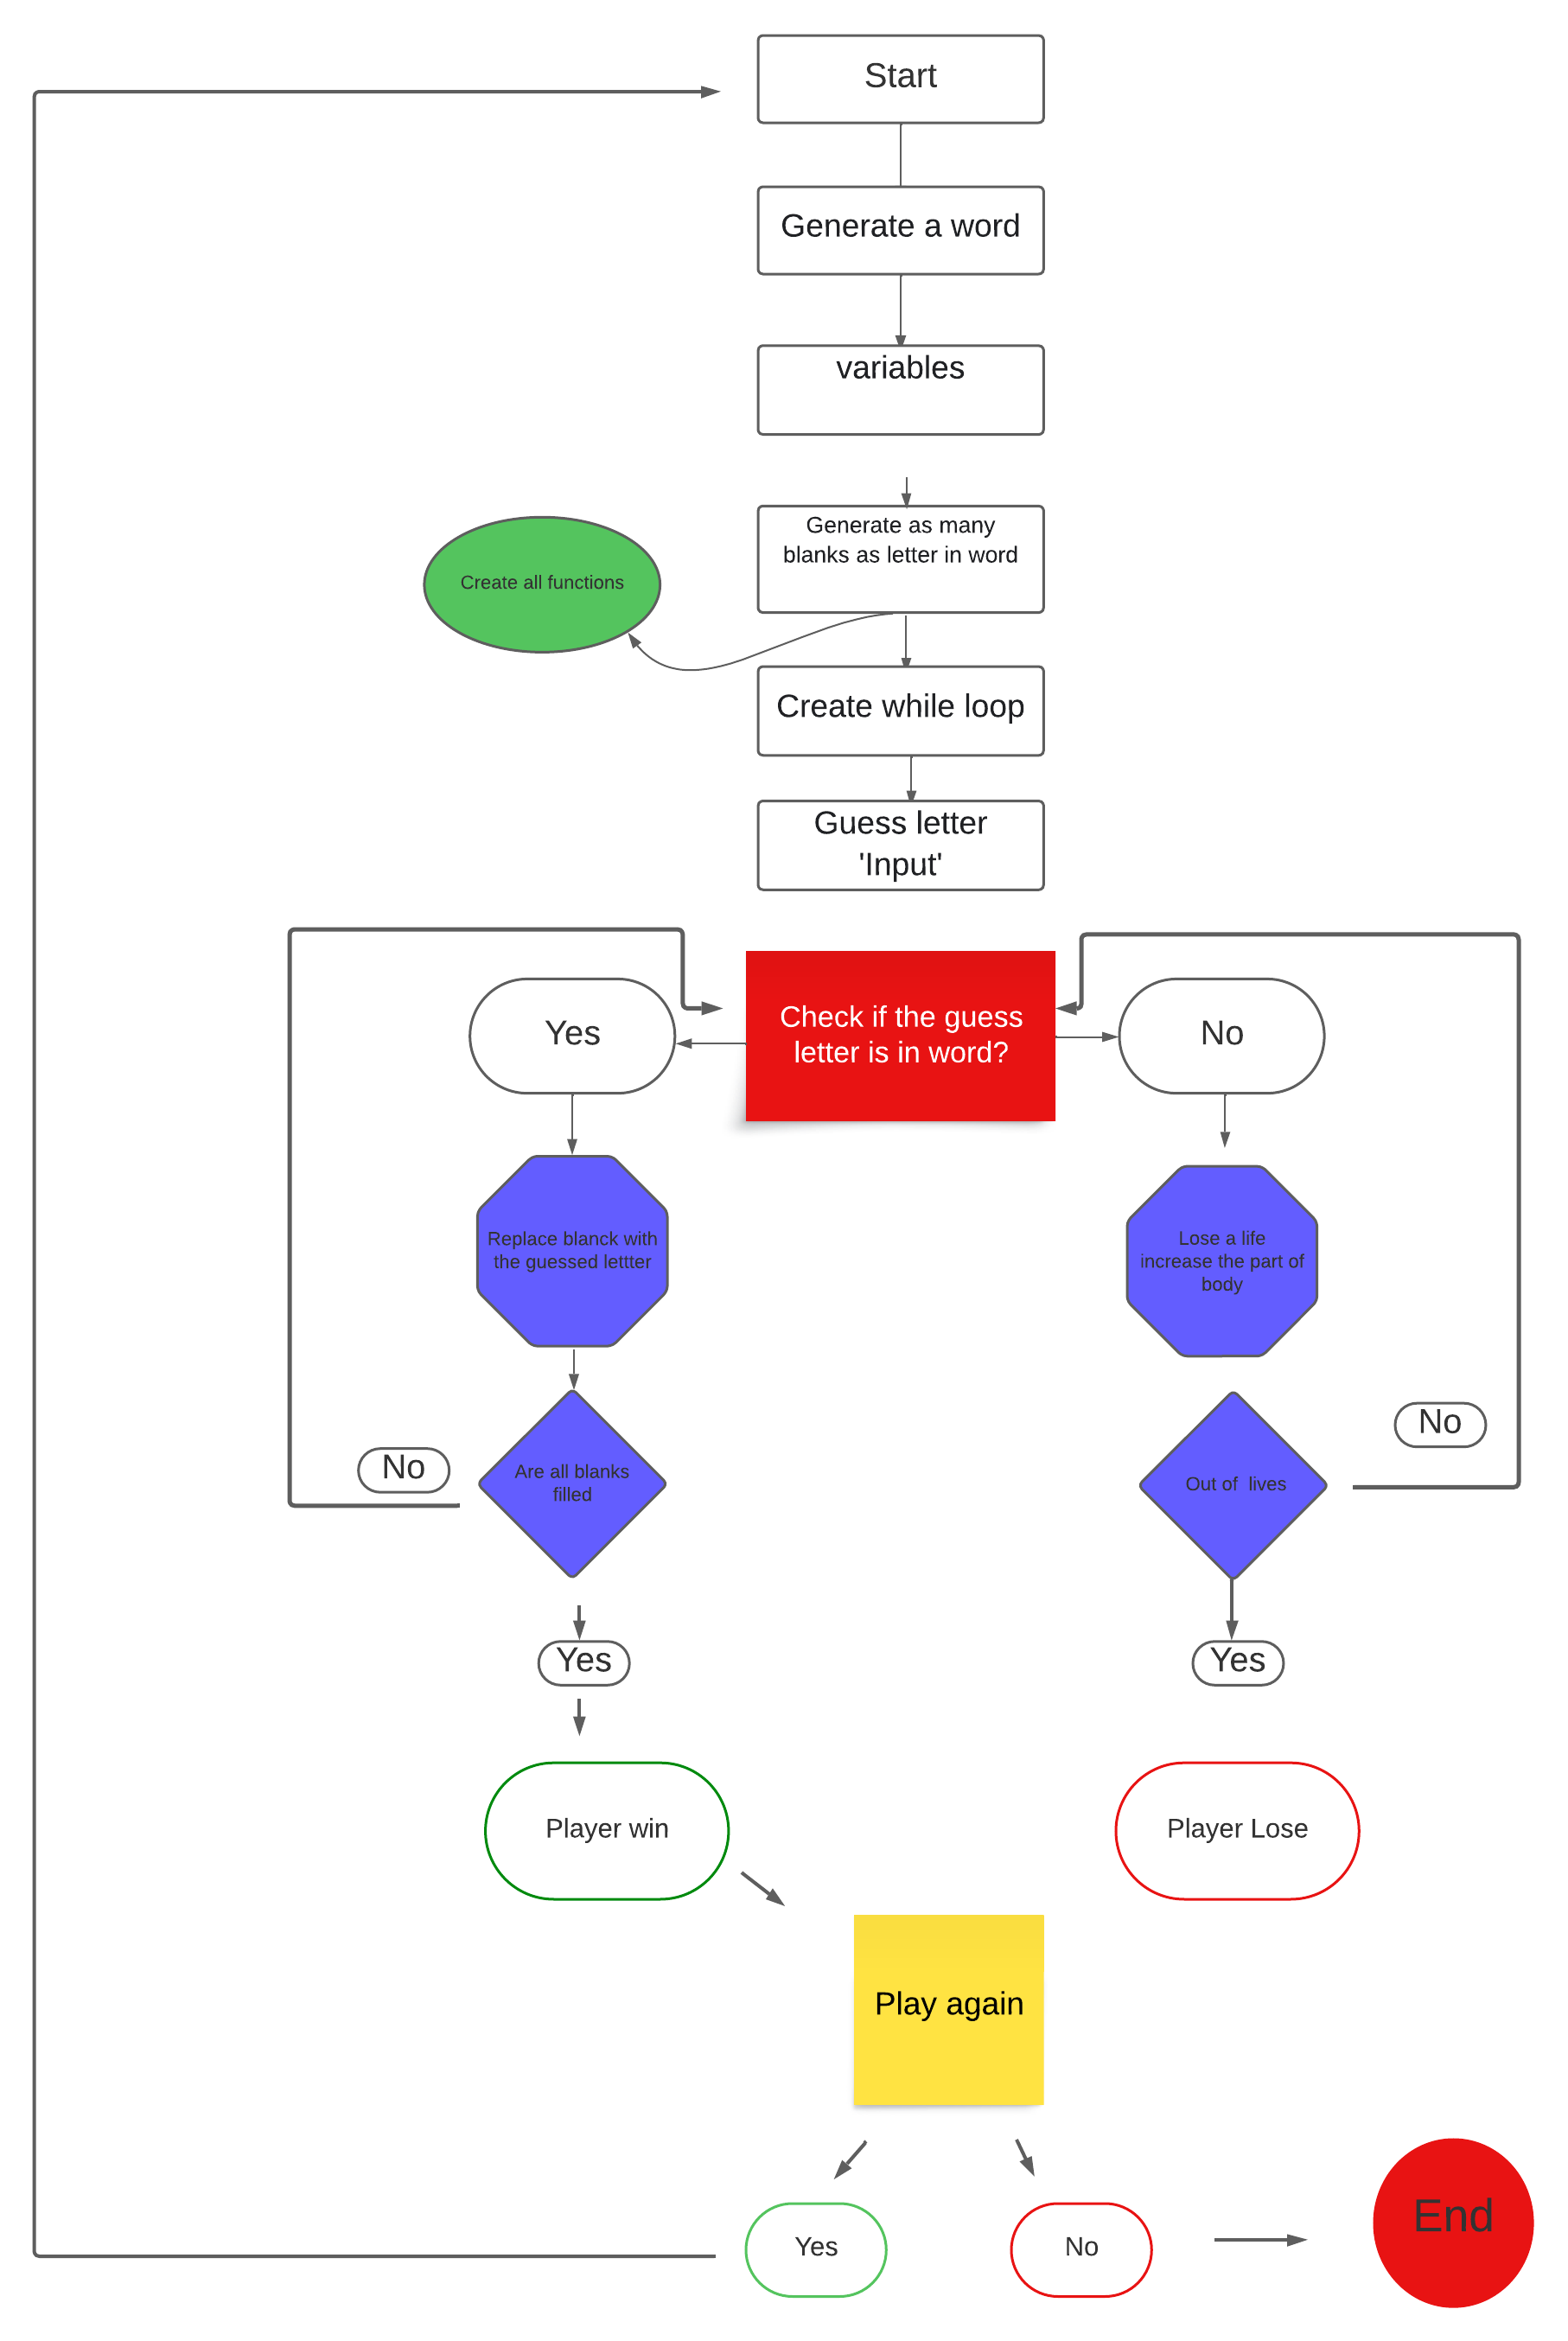 Start
Generate a word
variables
Generate as many
blanks as letter in word
Create all functions
Create while loop
Guess letter
'Input'
Yes
Check if the guess
letter is in word?
No
Replace blanck with
the guessed lettter
Lose a life
increase the part of
body
No
Are all blanks
filled
Out of  lives
No
Yes
Yes
Player win
Player Lose
Play again
Yes
No
End